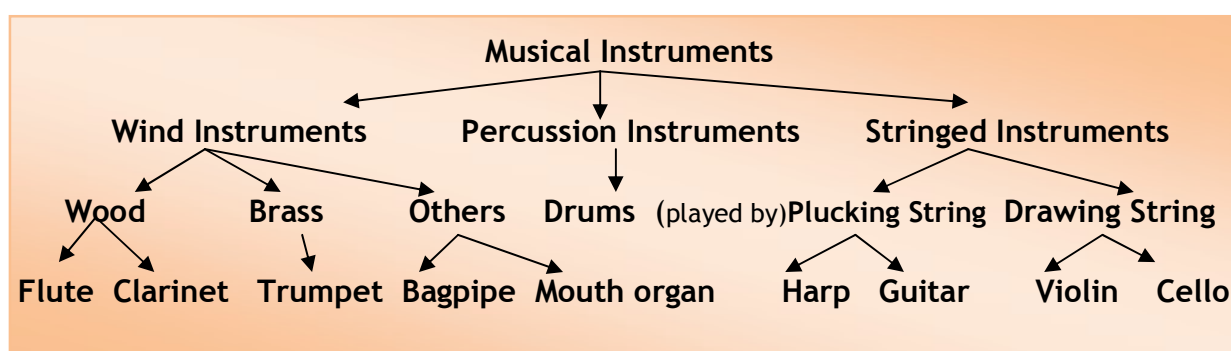 Musical Instruments
Wind Instruments Percussion Instruments Stringed Instruments
Wood Brass Others Drums (played by)Plucking String Drawing String
Flute Clarinet Trumpet Bagpipe Mouth organ Harp Guitar Violin Cello